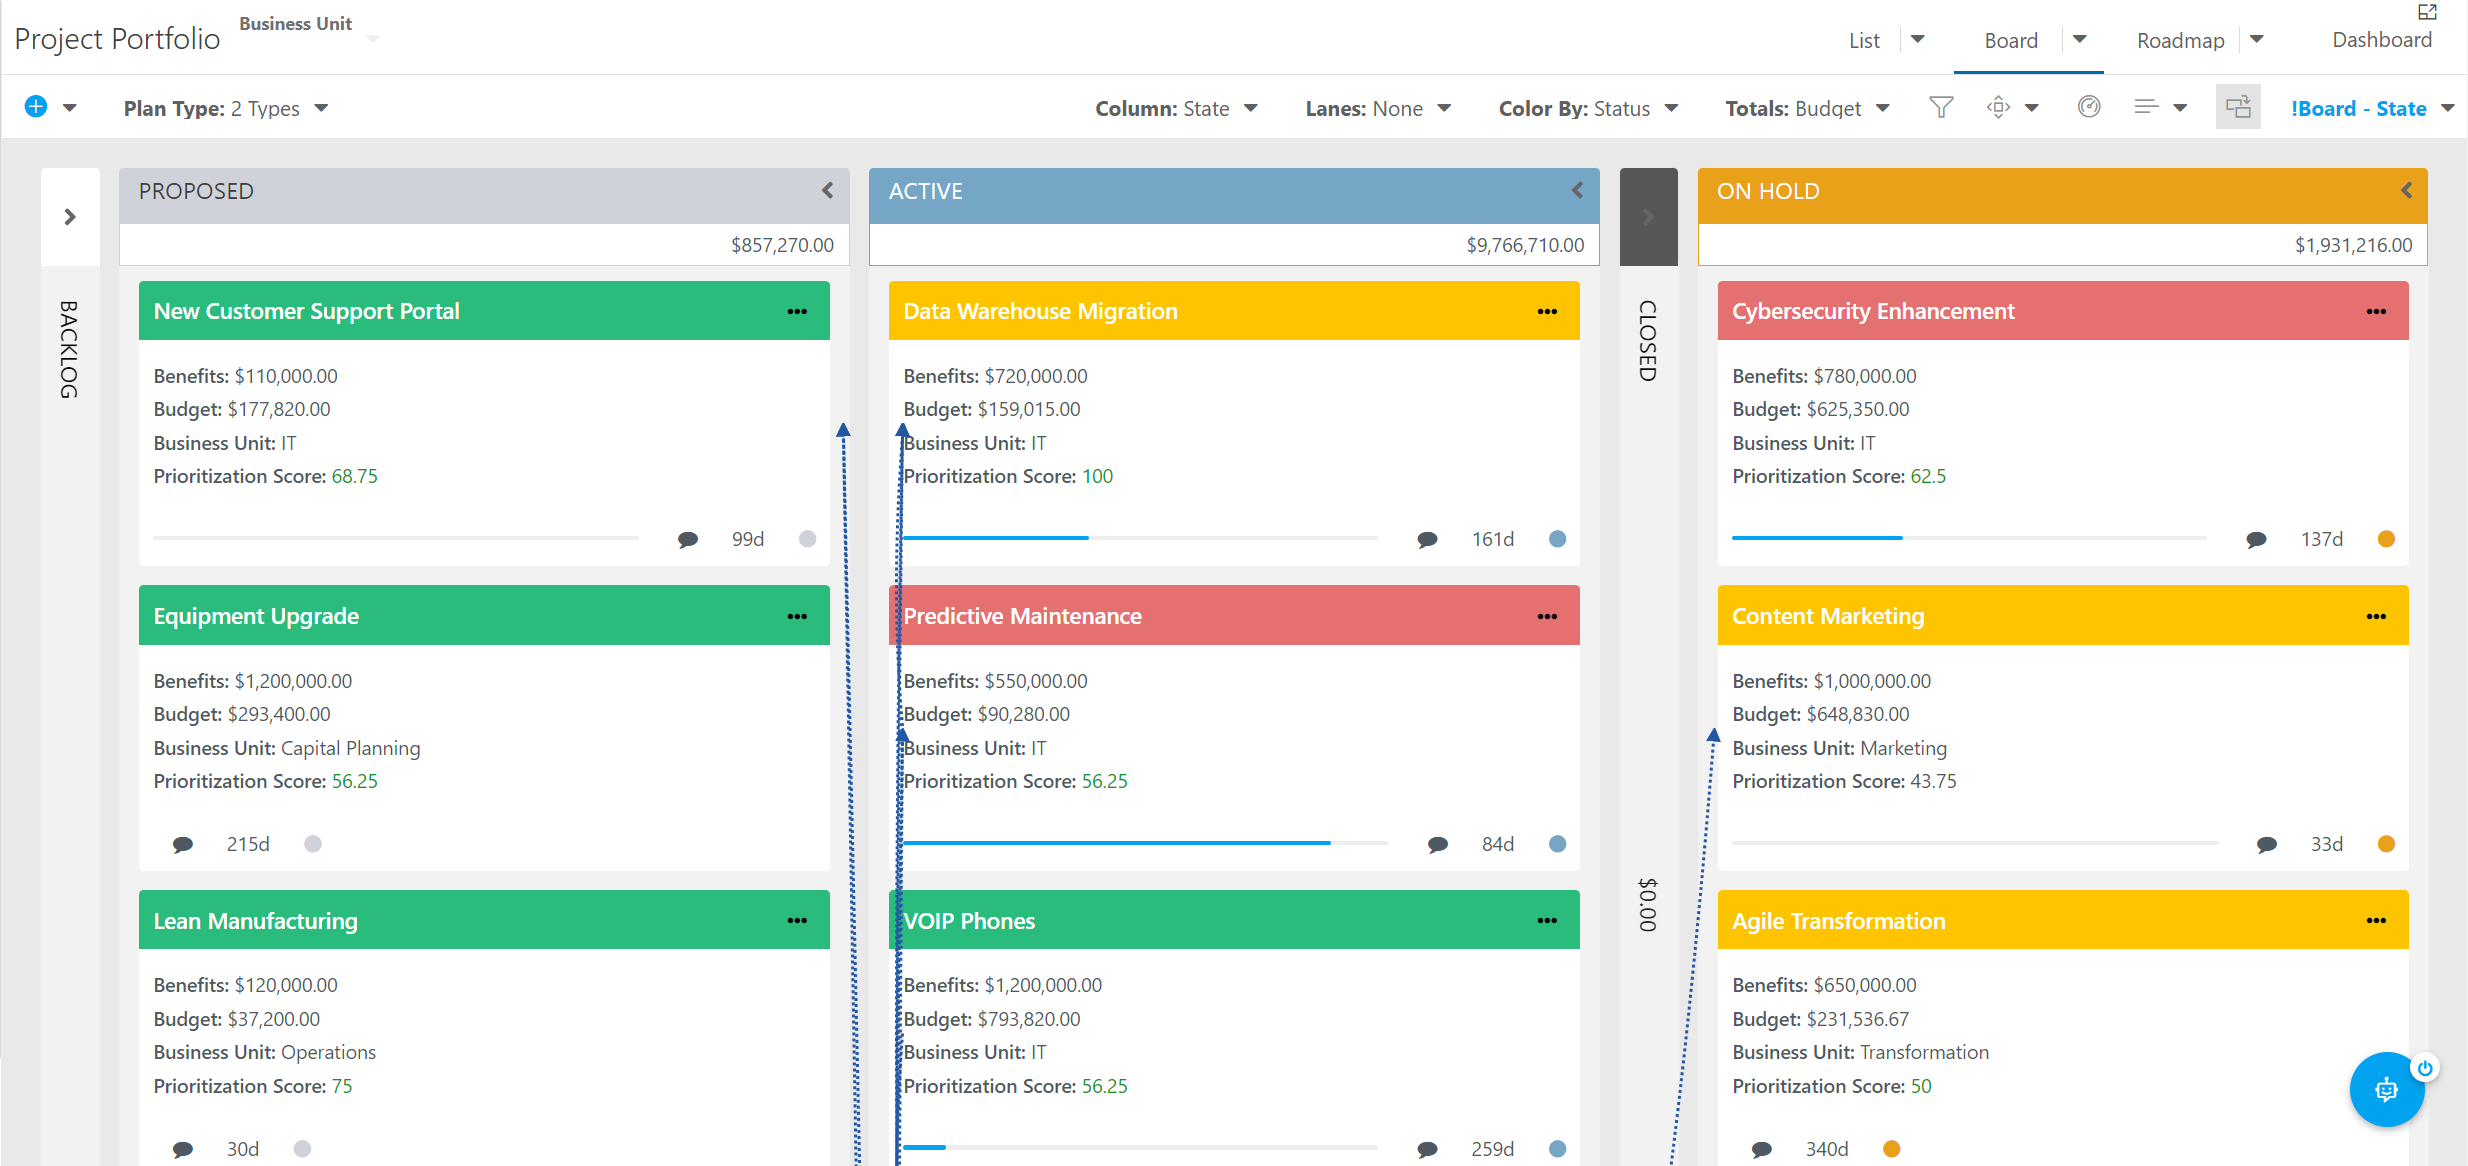 Project Portfolio
Business Unit
List
Board
Roadmap
Dashboard
Plan Type: 2 Types
Column: State
Lanes: None
Color By: Status
Totals: Budget
!Board - State
BACKLOG
PROPOSED
$857,270.00
New Customer Support Portal
Benefits: $110,000.00
Budget: $177,820.00
Business Unit: IT
Prioritization Score: 68.75
99d
Equipment Upgrade
Benefits: $1,200,000.00
Budget: $293,400.00
Business Unit: Capital Planning
Prioritization Score: 56.25
215d
Lean Manufacturing
Benefits: $120,000.00
Budget: $37,200.00
Business Unit: Operations
Prioritization Score: 75
30d
ACTIVE
$9,766,710.00
Data Warehouse Migration
Benefits: $720,000.00
Budget: $159,015.00
Business Unit: IT
Prioritization Score: 100
161d
Predictive Maintenance
Benefits: $550,000.00
Budget: $90,280.00
Business Unit: IT
Prioritization Score: 56.25
84d
VOIP Phones
Benefits: $1,200,000.00
Budget: $793,820.00
Business Unit: IT
Prioritization Score: 56.25
259d
CLOSED
$0.00
ON HOLD
$1,931,216.00
Cybersecurity Enhancement
Benefits: $780,000.00
Budget: $625,350.00
Business Unit: IT
Prioritization Score: 62.5
137d
Content Marketing
Benefits: $1,000,000.00
Budget: $648,830.00
Business Unit: Marketing
Prioritization Score: 43.75
33d
Agile Transformation
Benefits: $650,000.00
Budget: $231,536.67
Business Unit: Transformation
Prioritization Score: 50
340d